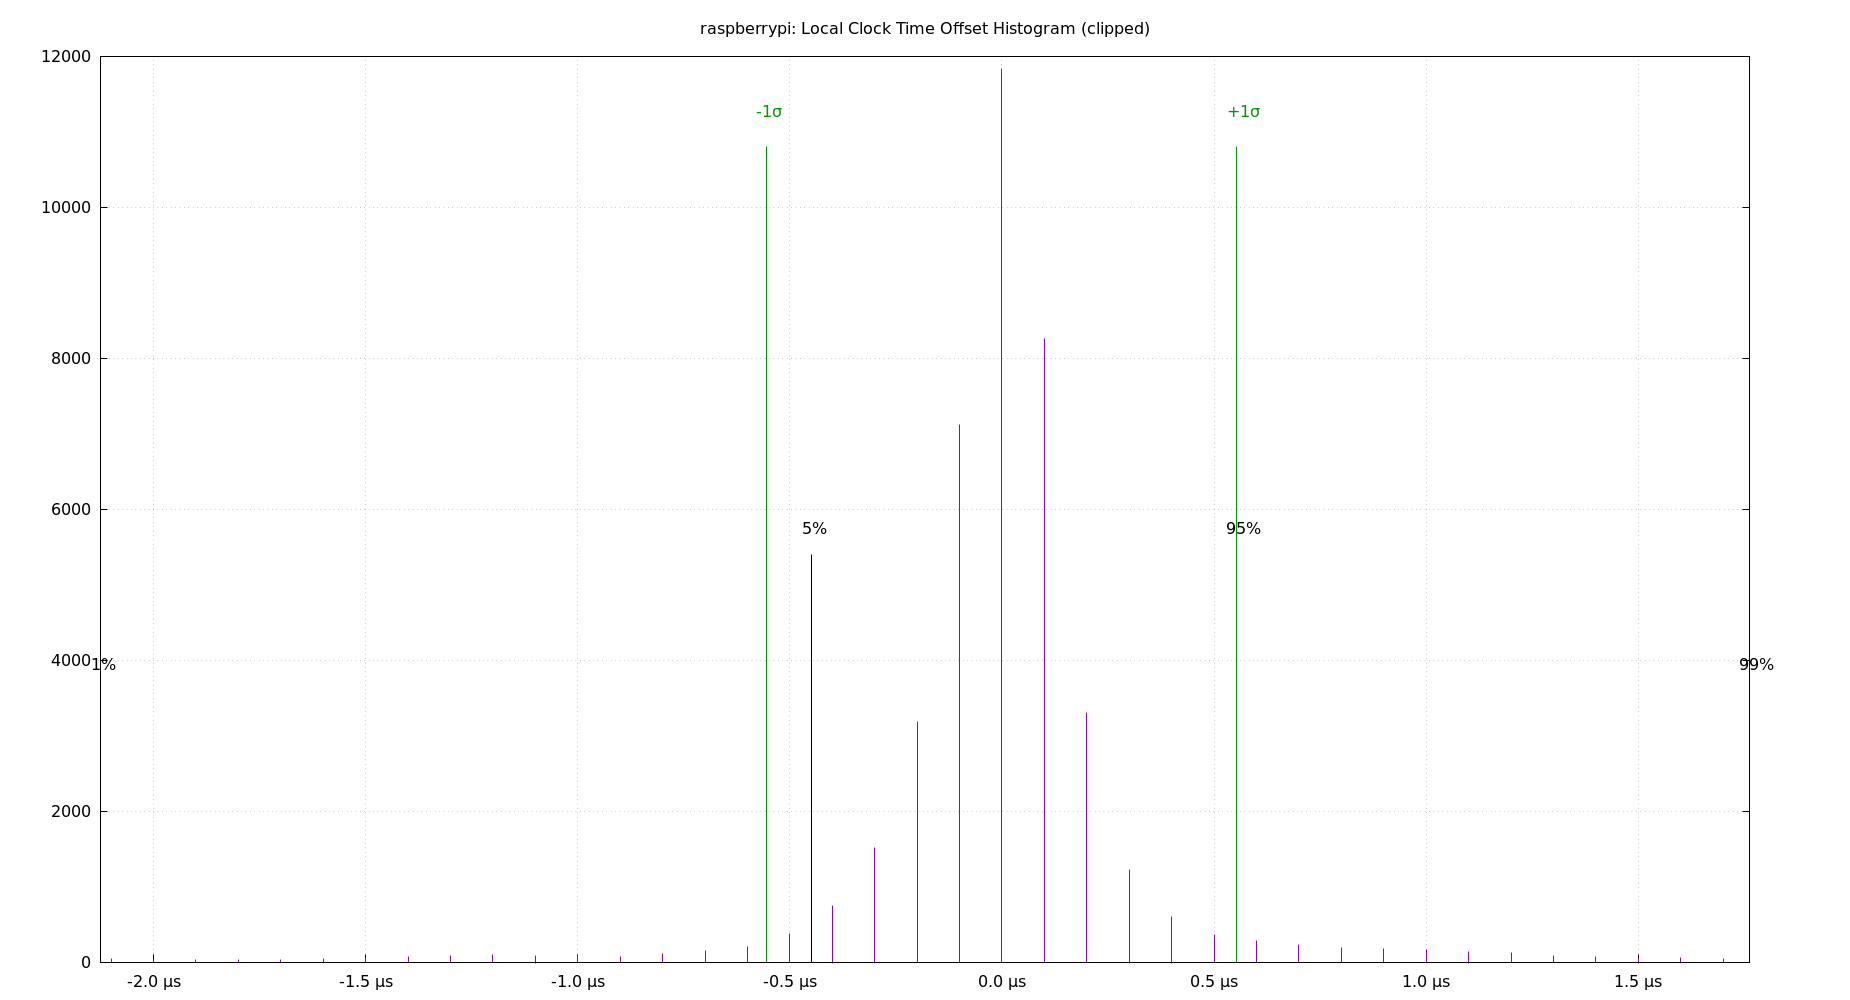 raspberrypi: Local Clock Time Offset Histogram (clipped)
12000
-1σ
+1σ
10000
8000
6000
5%
95%
4000
1%
99%
2000
0
-2.0 µs
-1.5 µs
-1.0 µs
-0.5 µs
0.0 µs
0.5 µs
1.0 µs
1.5 µs